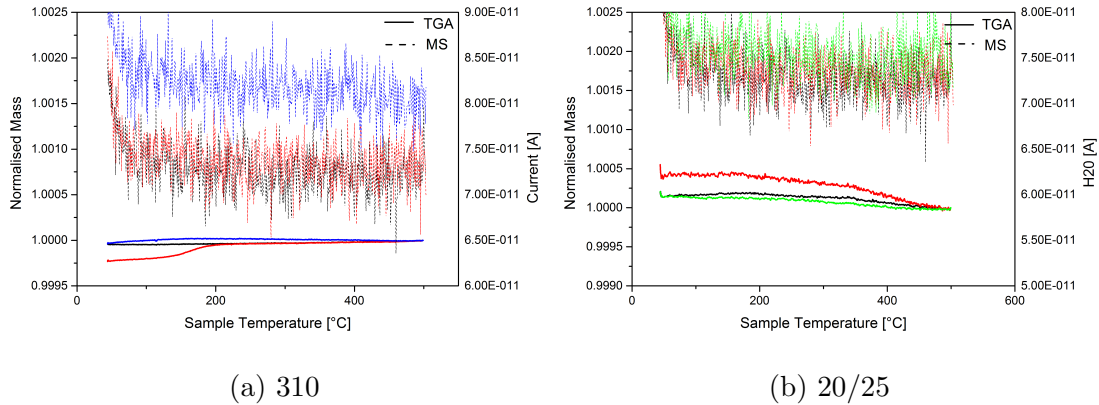 1.0025
1.0020
1.0015
1.0010
1.0005
1.0000
0.9995
Normalised Mass
0
200
400
Sample Temperature [°C]
9.00E-011
8.50E-011
8.00E-011
7.50E-011
7.00E-011
6.50E-011
6.00E-011
Current [A]
TGA
MS
(a) 310
1.0025
1.0020
1.0015
1.0010
1.0005
1.0000
0.9995
0.9990
Normalised Mass
0
200
400
600
Sample Temperature [°C]
8.00E-011
7.50E-011
7.00E-011
6.50E-011
6.00E-011
5.50E-011
5.00E-011
H20 [A]
TGA
MS
(b) 20/25